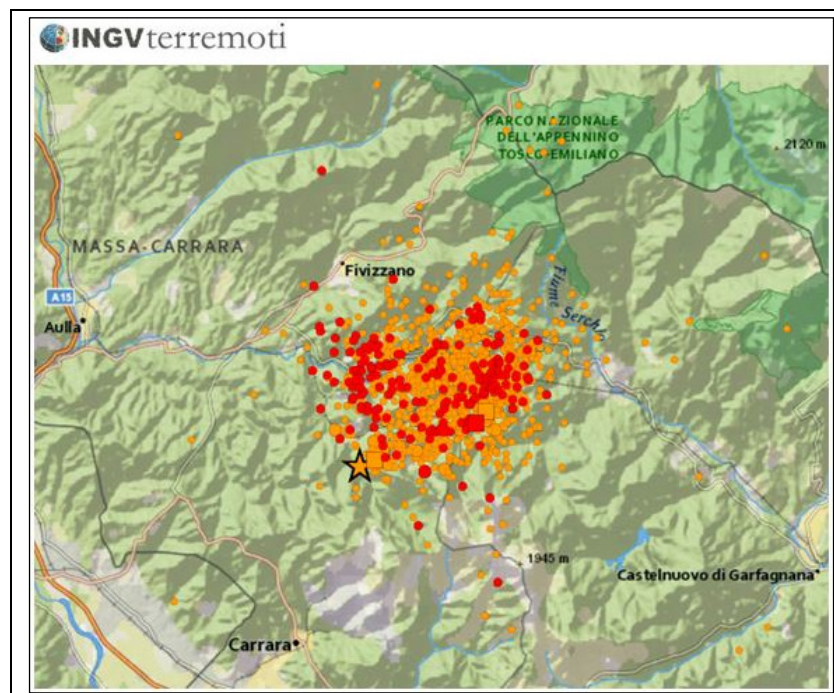 INGVterremoti
PARCO NAZIONALE
DELL'APPENNINO
TOSCO-EMILIANO
2120 m
MASSA-CARRARA
Fivizzano
A15
Fiume Serchio
Aulla
1945 m
Castelnuovo di Garfagnana
Carrara